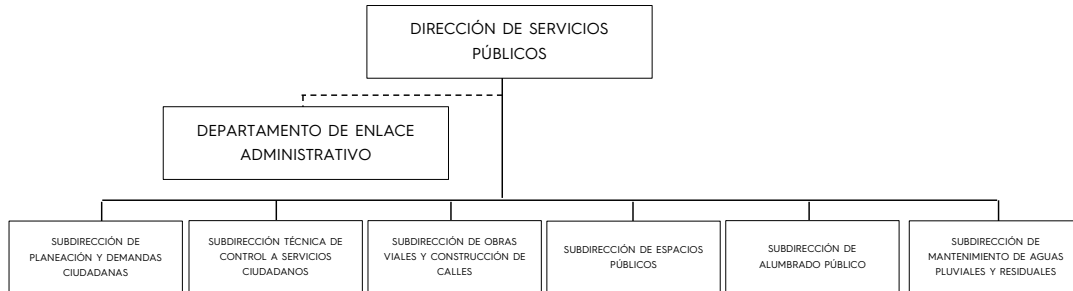 DIRECCIÓN DE SERVICIOS
PÚBLICOS
DEPARTAMENTO DE ENLACE
ADMINISTRATIVO
SUBDIRECCIÓN DE
PLANEACIÓN Y DEMANDAS
CIUDADANAS
SUBDIRECCIÓN TÉCNICA DE
CONTROL A SERVICIOS
CIUDADANOS
SUBDIRECCIÓN DE OBRAS
VIALES Y CONSTRUCCIÓN DE
CALLES
SUBDIRECCIÓN DE ESPACIOS
PÚBLICOS
SUBDIRECCIÓN DE
ALUMBRADO PÚBLICO
SUBDIRECCIÓN DE
MANTENIMIENTO DE AGUAS
PLUVIALES Y RESIDUALES